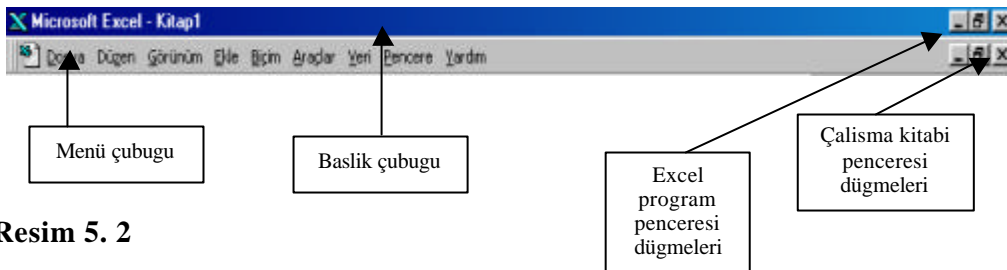 Microsoft Excel - Kitap1
Dosya Düzen Görünüm Ekle Biçim Araçlar Veri Pencere Yardım
Menü çubugu
Baslik çubugu
Excel
program
penceresi
dügmeleri
Çalisma kitabi
penceresi
dügmeleri
Resim 5. 2